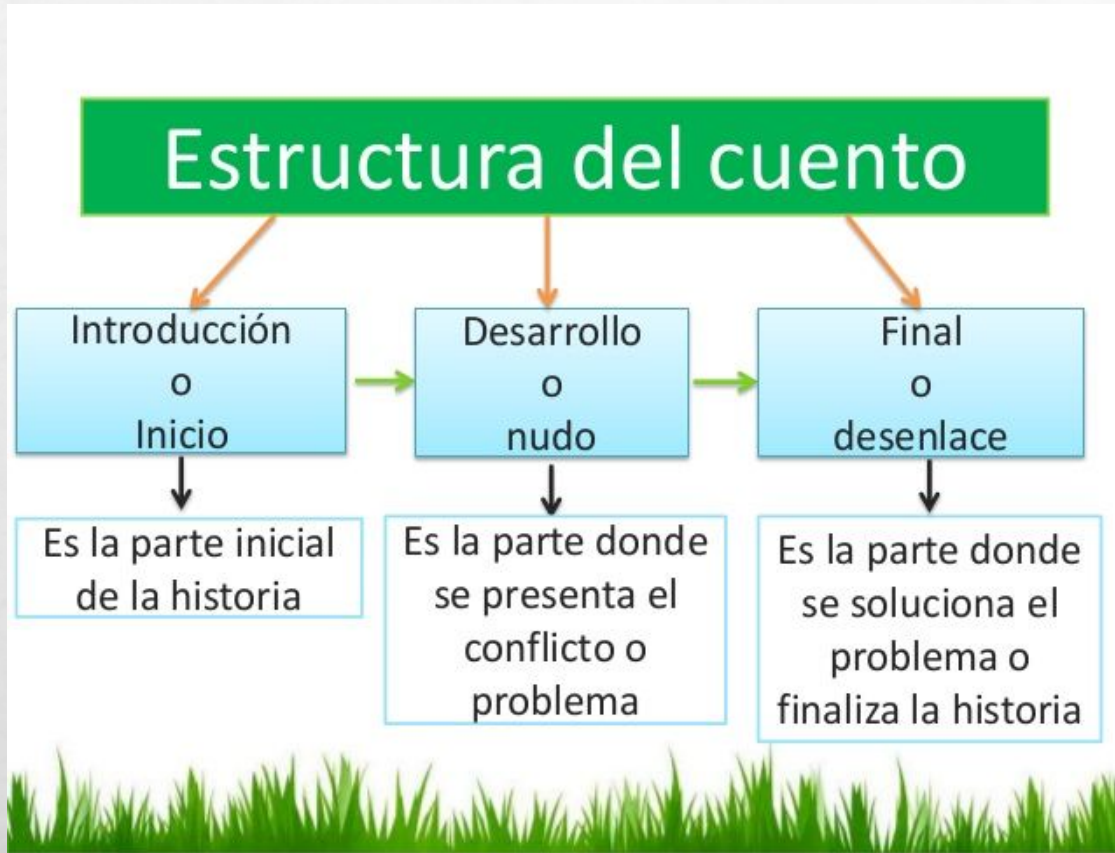 Estructura del cuento
Introducción
o
Inicio
Desarrollo
o
nudo
Final
o
desenlace
Es la parte inicial
de la historia
Es la parte donde
se presenta el
conflicto o
problema
Es la parte donde
se soluciona el
problema o
finaliza la historia